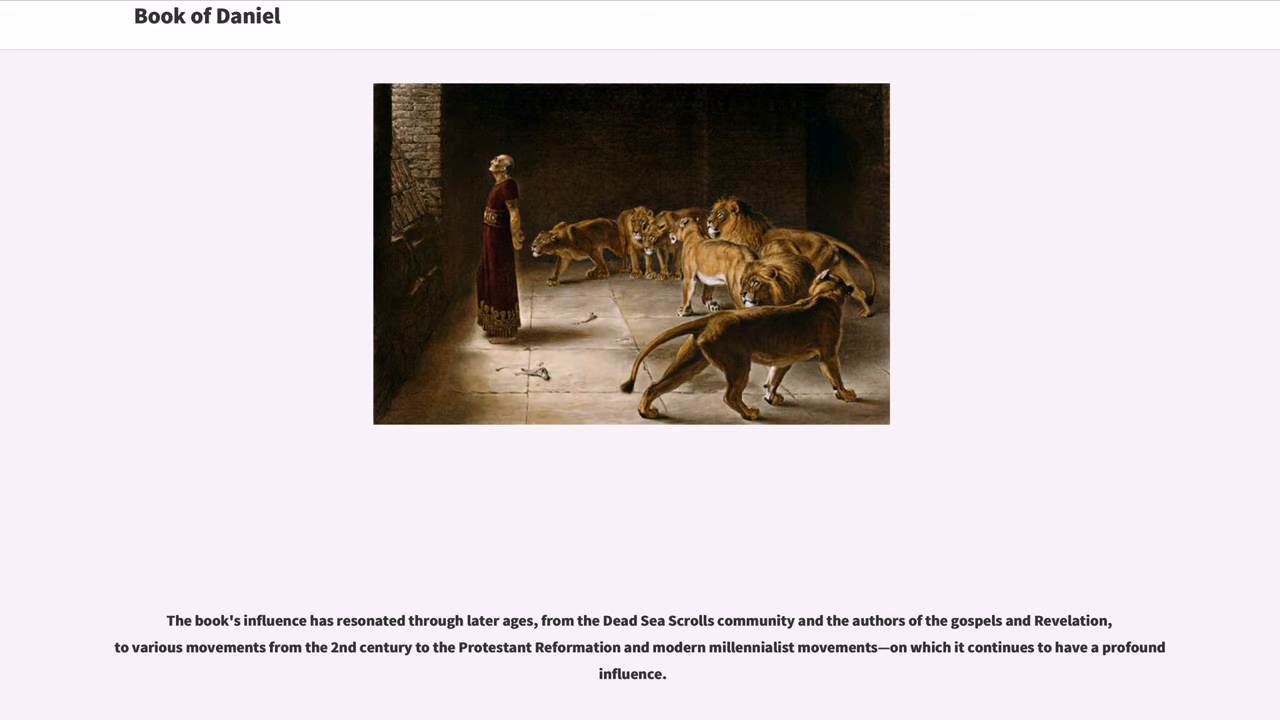 Book of Daniel
The book's influence has resonated through later ages, from the Dead Sea Scrolls community and the authors of the gospels and Revelation,
to various movements from the 2nd century to the Protestant Reformation and modern millennialist movements—on which it continues to have a profound
influence.